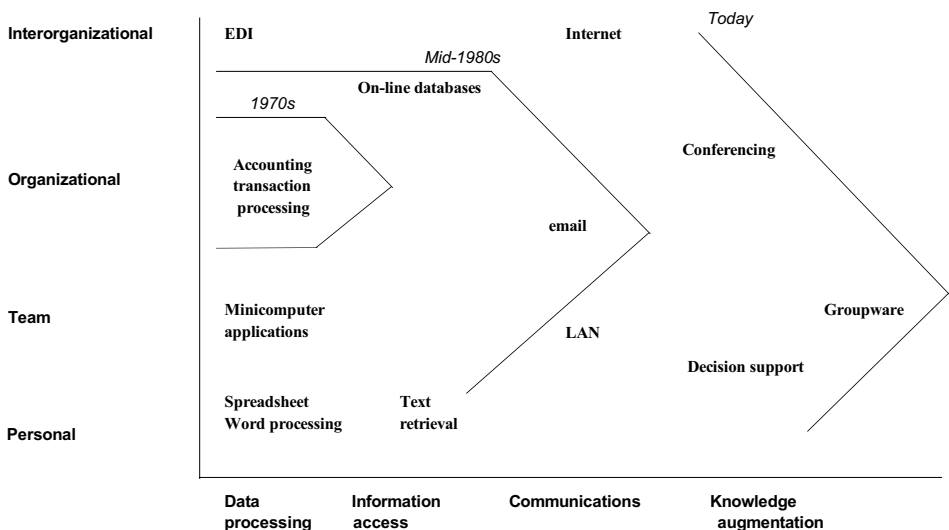 Today
Interorganizational
EDI
Internet
Mid-1980s
On-line databases
1970s
Conferencing
Accounting
transaction
processing
Organizational
email
Minicomputer
applications
Team
Groupware
LAN
Decision support
Spreadsheet
Word processing
Text
retrieval
Personal
Data
processing
Information
access
Communications
Knowledge
augmentation